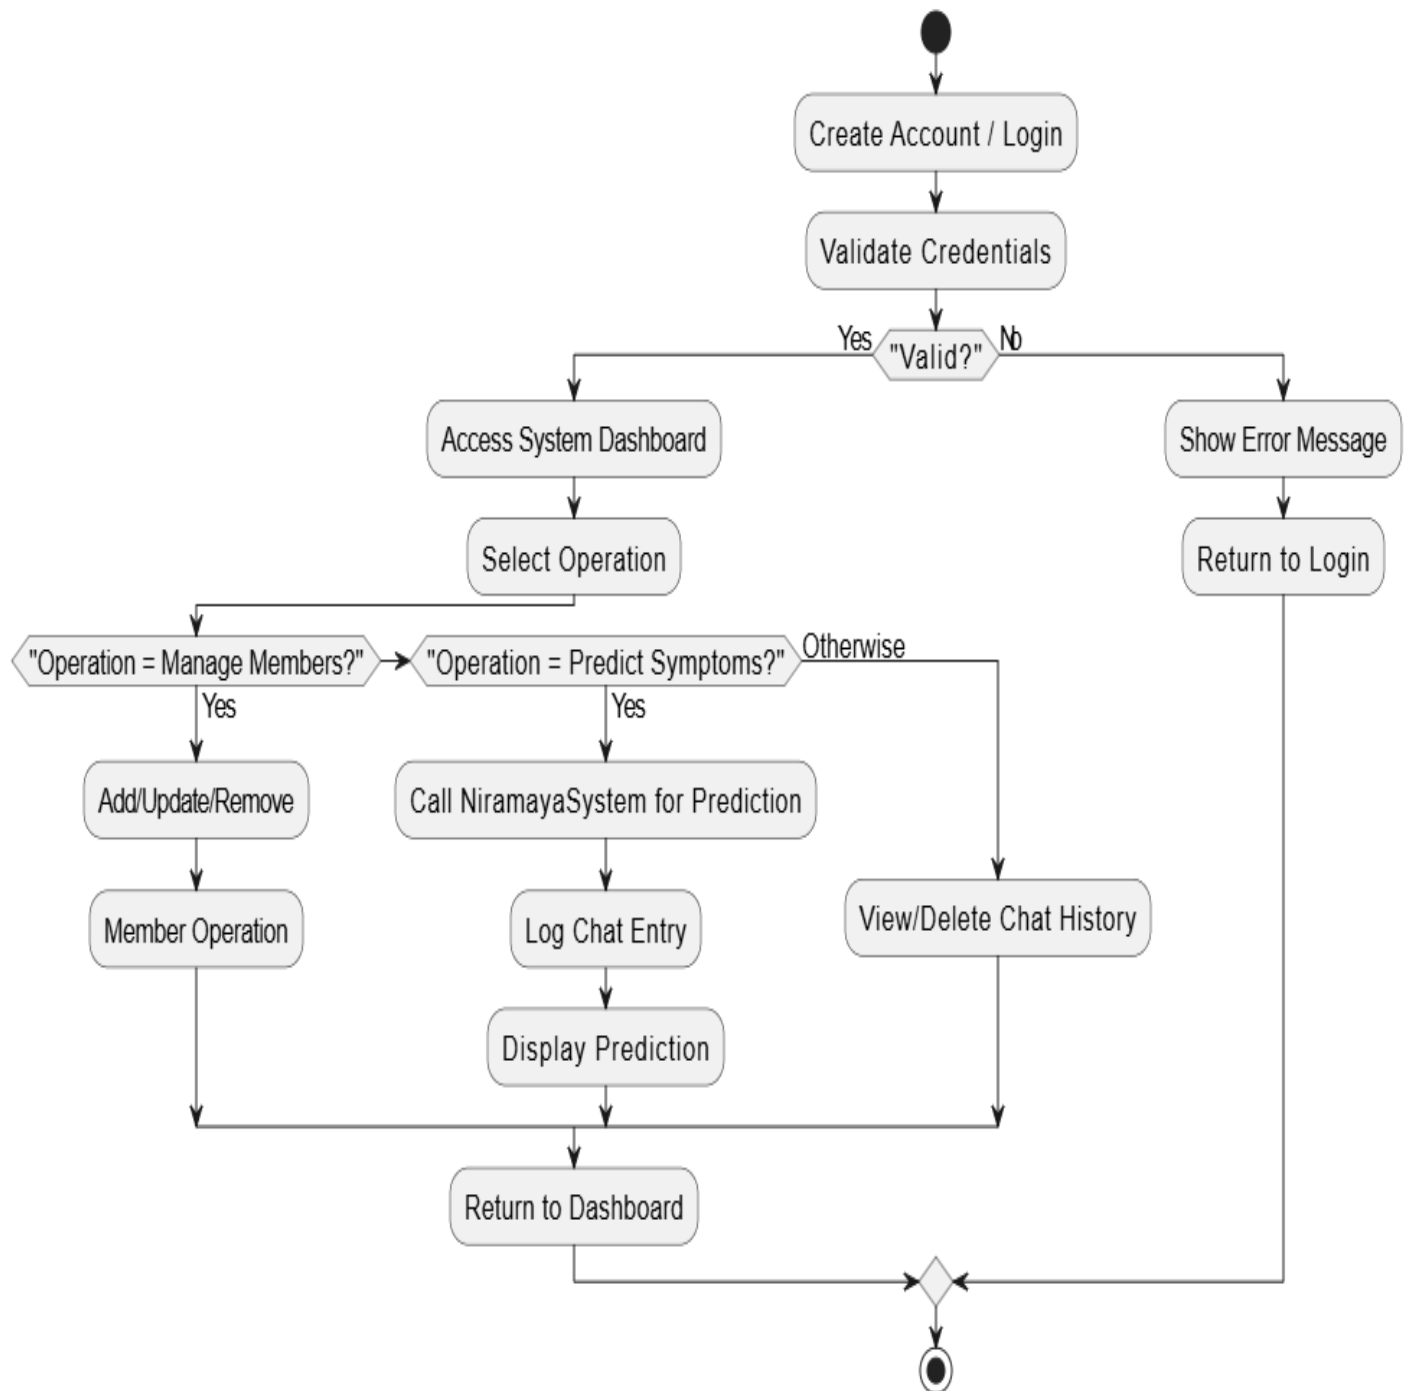 Create Account / Login
Validate Credentials
Yes
"Valid?"
No
Access System Dashboard
Show Error Message
Select Operation
Return to Login
"Operation = Manage Members?"
"Operation = Predict Symptoms?"
Otherwise
Yes
Yes
Add/Update/Remove
Call NiramayaSystem for Prediction
Member Operation
Log Chat Entry
View/Delete Chat History
Display Prediction
Return to Dashboard